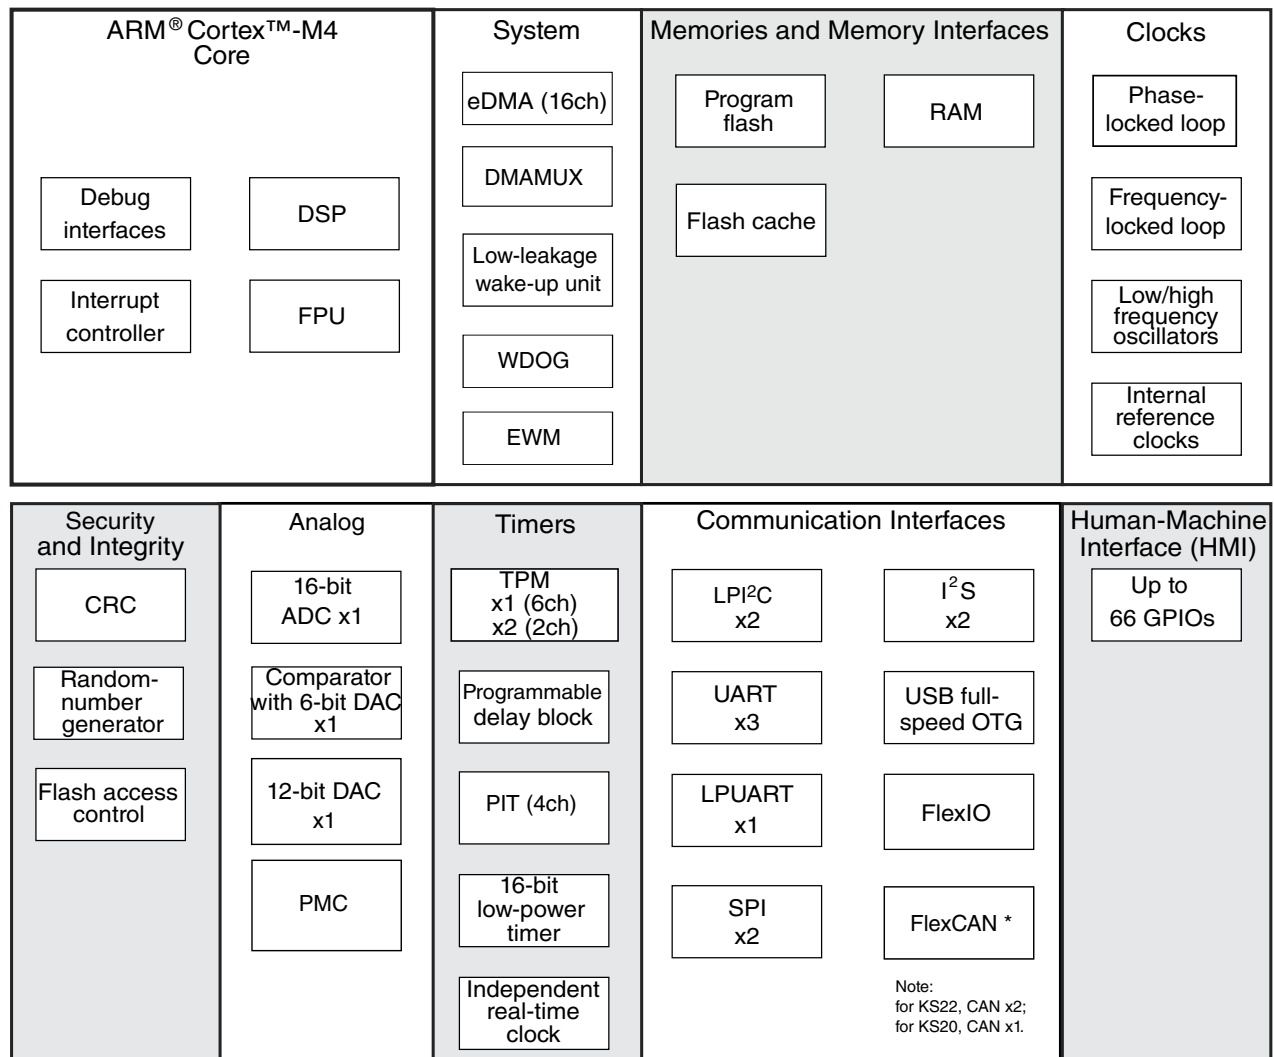 ARM® Cortex™-M4
Core
Debug
interfaces
DSP
Interrupt
controller
FPU
System
eDMA (16ch)
DMAMUX
Low-leakage
wake-up unit
WDOG
EWM
Memories and Memory Interfaces
Program
flash
RAM
Flash cache
Clocks
Phase-
locked loop
Frequency-
locked loop
Low/high
frequency
oscillators
Internal
reference
clocks
Security
and Integrity
CRC
Random-
number
generator
Flash access
control
Analog
16-bit
ADC x1
Comparator
with 6-bit DAC
x1
12-bit DAC
x1
PMC
Timers
TPM
x1 (6ch)
x2 (2ch)
Programmable
delay block
PIT (4ch)
16-bit
low-power
timer
Independent
real-time
clock
Communication Interfaces
LPI²C
x2
I²S
x2
UART
x3
USB full-
speed OTG
LPUART
x1
FlexIO
SPI
x2
FlexCAN *
Note:
for KS22, CAN x2;
for KS20, CAN x1.
Human-Machine
Interface (HMI)
Up to
66 GPIOs